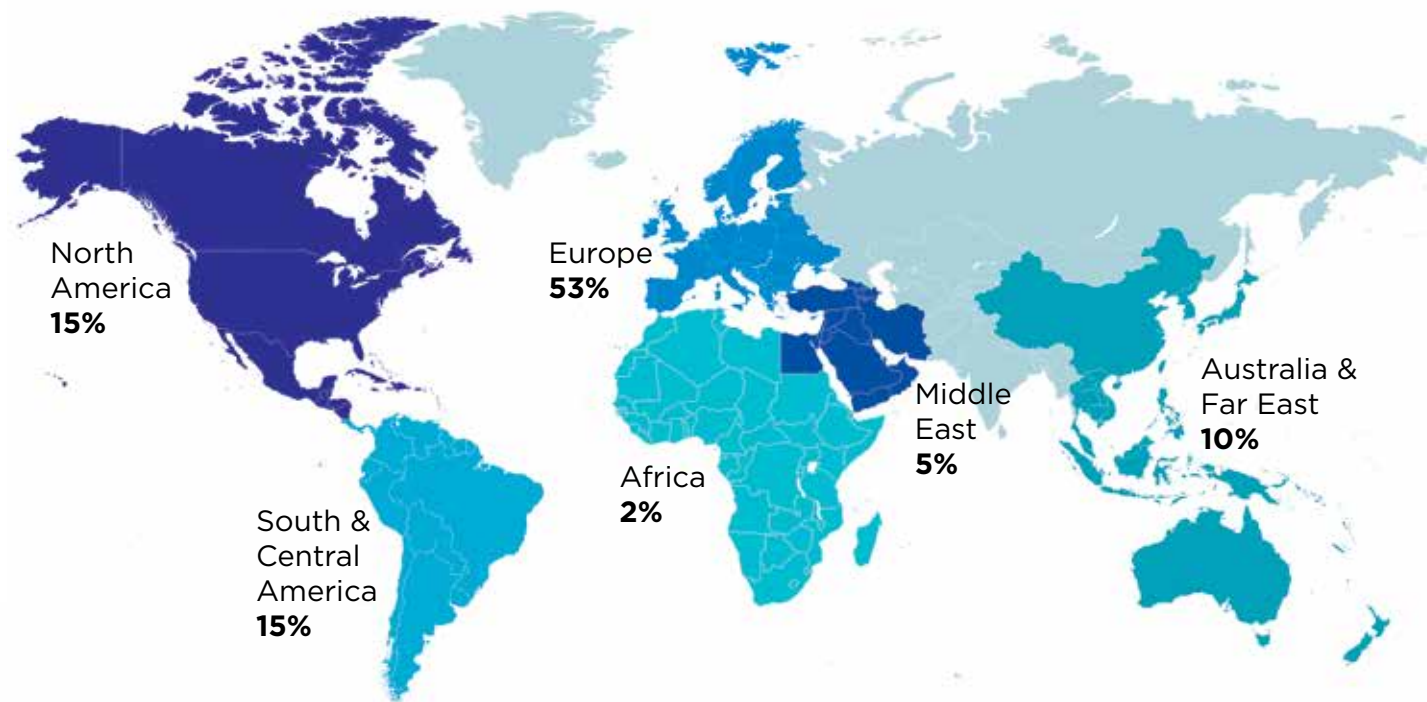 North
America
15%
Europe
53%
Australia &
Far East
10%
Middle
East
5%
Africa
2%
South &
Central
America
15%